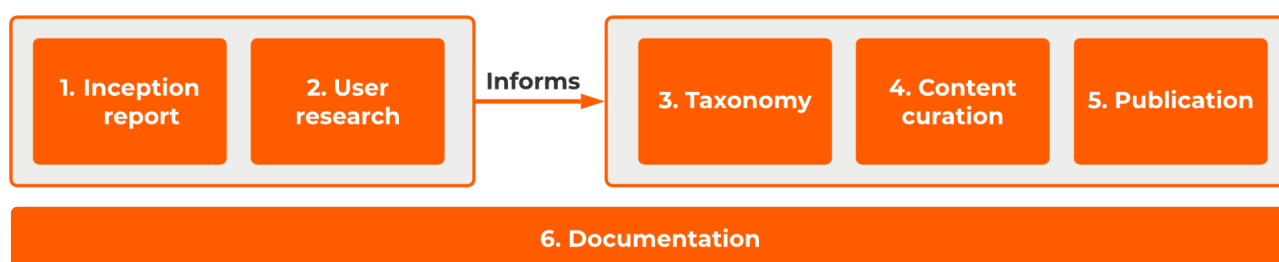 1. Inception
report
2. User
research
Informs
3. Taxonomy
4. Content
curation
5. Publication
6. Documentation